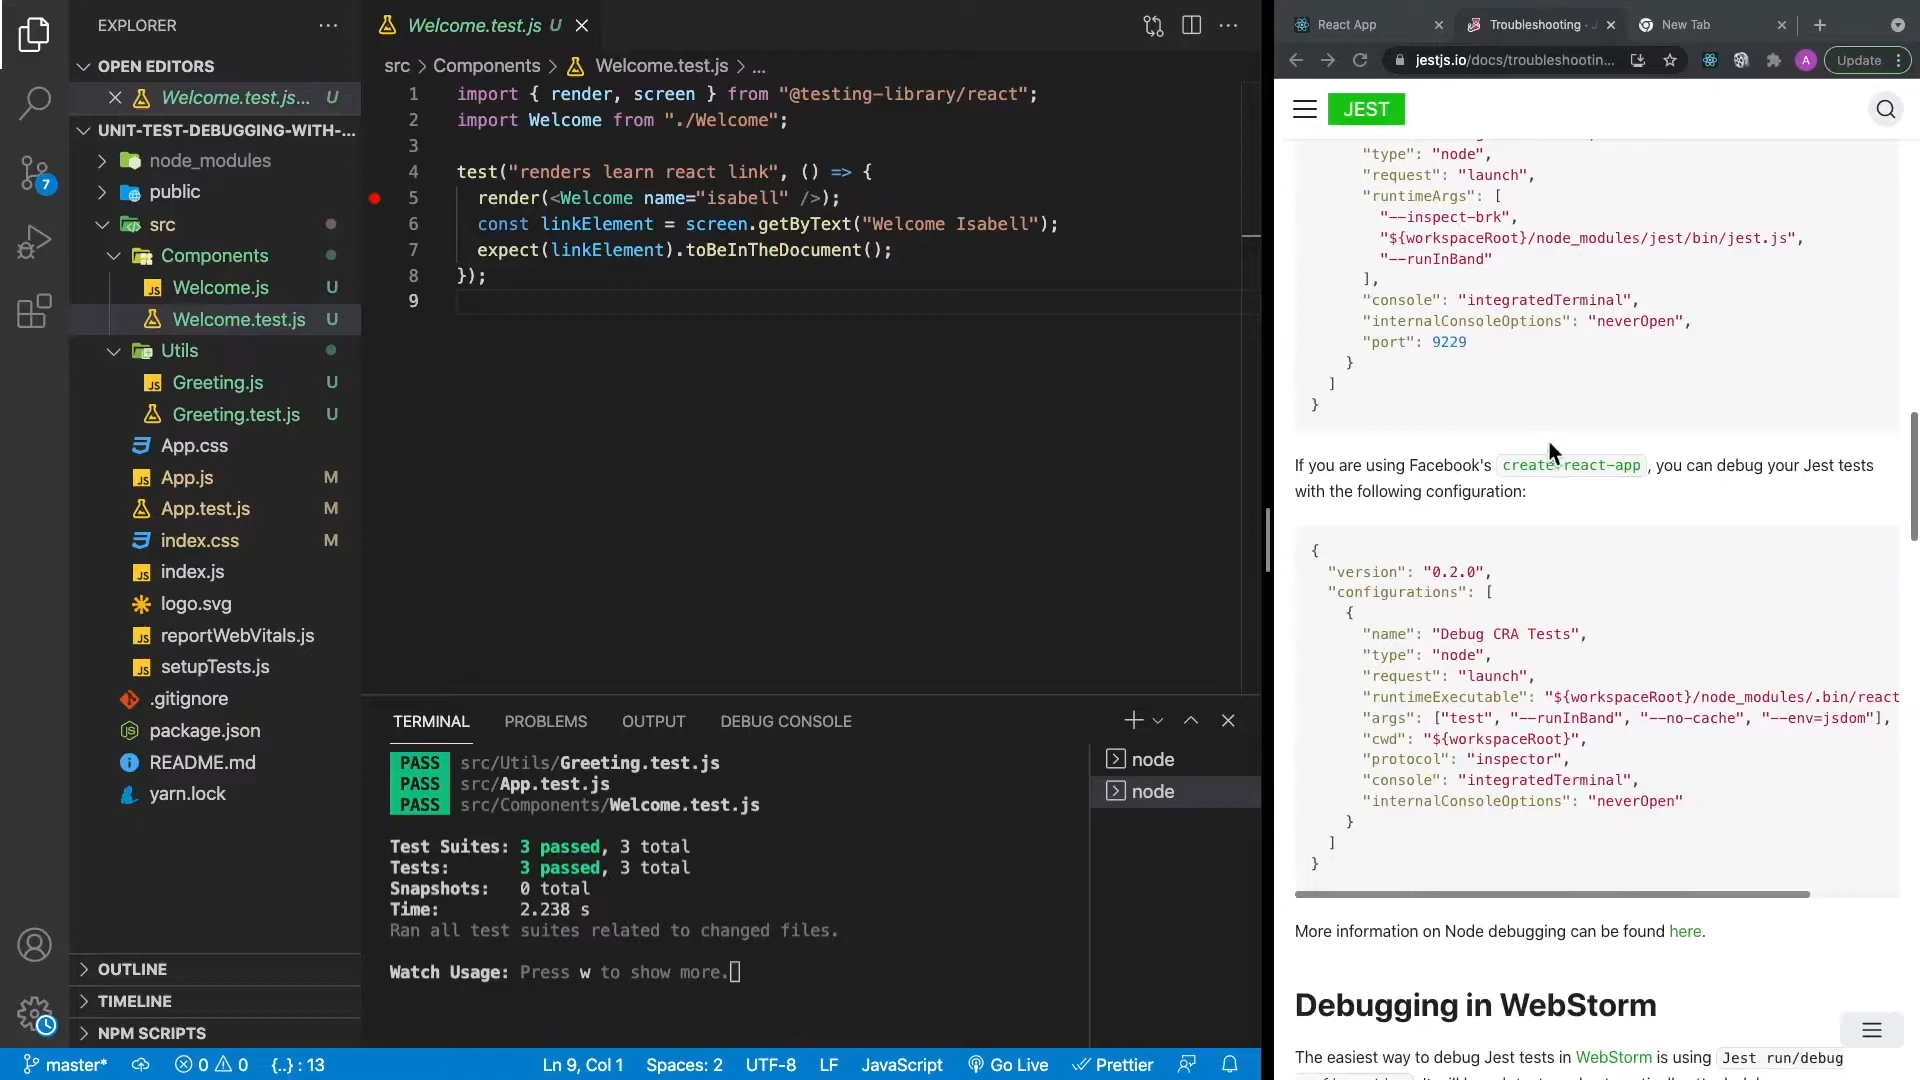 EXPLORER
OPEN EDITORS
Welcome.test.js... U
UNIT-TEST-DEBUGGING-WITH-...
node_modules
public
src
Components
Welcome.js U
Welcome.test.js U
Utils
Greeting.js U
Greeting.test.js U
App.css
App.js M
App.test.js M
index.css M
index.js
logo.svg
reportWebVitals.js
setupTests.js
.gitignore
package.json
README.md
yarn.lock
OUTLINE
TIMELINE
NPM SCRIPTS
7
Welcome.test.js U
src > Components > Welcome.test.js > ...
1 import { render, screen } from "@testing-library/react";
2 import Welcome from "./Welcome";
3
4 test("renders learn react link", () => {
5 render(<Welcome name="isabell" />);
6 const linkElement = screen.getByText("Welcome Isabell");
7 expect(linkElement).toBeInTheDocument();
8 });
9
TERMINAL PROBLEMS OUTPUT DEBUG CONSOLE
PASS src/Utils/Greeting.test.js
PASS src/App.test.js
PASS src/Components/Welcome.test.js
Test Suites: 3 passed, 3 total
Tests: 3 passed, 3 total
Snapshots: 0 total
Time: 2.238 s
Ran all test suites related to changed files.
Watch Usage: Press w to show more.
node
node
master* 0 0 {..} : 13 Ln 9, Col 1 Spaces: 2 UTF-8 LF JavaScript Go Live Prettier
React App Troubleshooting · New Tab
jestjs.io/docs/troubleshootin... A Update
JEST
"type": "node",
"request": "launch",
"runtimeArgs": [
"--inspect-brk",
"${workspaceRoot}/node_modules/jest/bin/jest.js",
"--runInBand"
],
"console": "integratedTerminal",
"internalConsoleOptions": "neverOpen",
"port": 9229
}
]
}
If you are using Facebook's create-react-app , you can debug your Jest tests
with the following configuration:
{
"version": "0.2.0",
"configurations": [
{
"name": "Debug CRA Tests",
"type": "node",
"request": "launch",
"runtimeExecutable": "${workspaceRoot}/node_modules/.bin/react
"args": ["test", "--runInBand", "--no-cache", "--env=jsdom"],
"cwd": "${workspaceRoot}",
"protocol": "inspector",
"console": "integratedTerminal",
"internalConsoleOptions": "neverOpen"
}
]
}
More information on Node debugging can be found here.
Debugging in WebStorm
The easiest way to debug Jest tests in WebStorm is using Jest run/debug